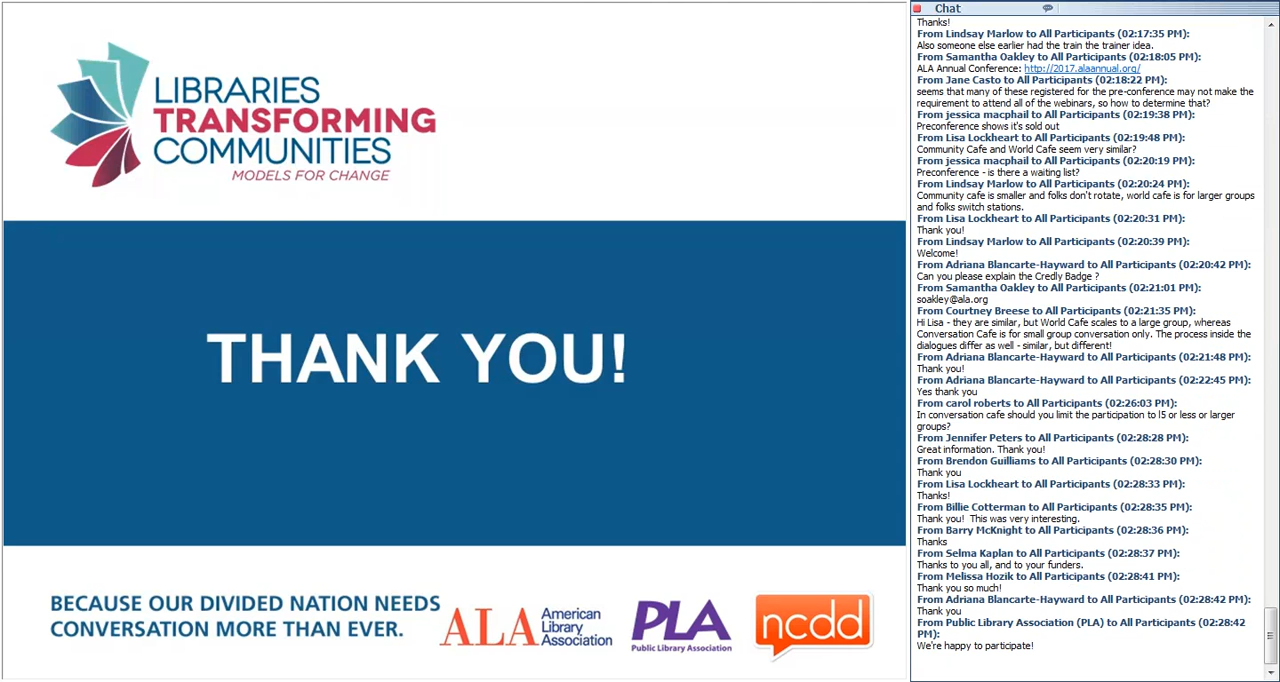 LIBRARIES
TRANSFORMING
COMMUNITIES
MODELS FOR CHANGE
THANK YOU!
BECAUSE OUR DIVIDED NATION NEEDS
CONVERSATION MORE THAN EVER.
ALA American
Library
Association
PLA
Public Library Association
ncdd
Chat
Thanks!
From Lindsay Marlow to All Participants (02:17:35 PM):
Also someone else earlier had the train the trainer idea.
From Samantha Oakley to All Participants (02:18:05 PM):
ALA Annual Conference: http://2017.alaannual.org/
From Jane Casto to All Participants (02:18:22 PM):
seems that many of these registered for the pre-conference may not make the
requirement to attend all of the webinars, so how to determine that?
From jessica macphail to All Participants (02:19:38 PM):
Preconference shows it's sold out
From Lisa Lockheart to All Participants (02:19:48 PM):
Community Cafe and World Cafe seem very similar?
From jessica macphail to All Participants (02:20:19 PM):
Preconference - is there a waiting list?
From Lindsay Marlow to All Participants (02:20:24 PM):
Community cafe is smaller and folks don't rotate, world cafe is for larger groups
and folks switch stations.
From Lisa Lockheart to All Participants (02:20:31 PM):
Thank you!
From Lindsay Marlow to All Participants (02:20:39 PM):
Welcome!
From Adriana Blancarte-Hayward to All Participants (02:20:42 PM):
Can you please explain the Credly Badge ?
From Samantha Oakley to All Participants (02:21:01 PM):
soakley@ala.org
From Courtney Breese to All Participants (02:21:35 PM):
Hi Lisa - they are similar, but World Cafe scales to a large group, whereas
Conversation Cafe is for small group conversation only. The process inside the
dialogues differ as well - similar, but different!
From Adriana Blancarte-Hayward to All Participants (02:21:48 PM):
Thank you!
From Adriana Blancarte-Hayward to All Participants (02:22:45 PM):
Yes thank you
From carol roberts to All Participants (02:26:03 PM):
In conversation cafe should you limit the participation to l5 or less or larger
groups?
From Jennifer Peters to All Participants (02:28:28 PM):
Great information. Thank you!
From Brendon Guilliams to All Participants (02:28:30 PM):
Thank you
From Lisa Lockheart to All Participants (02:28:33 PM):
Thanks!
From Billie Cotterman to All Participants (02:28:35 PM):
Thank you!  This was very interesting.
From Barry McKnight to All Participants (02:28:36 PM):
Thanks
From Selma Kaplan to All Participants (02:28:37 PM):
Thanks to you all, and to your funders.
From Melissa Hozik to All Participants (02:28:41 PM):
Thank you so much!
From Adriana Blancarte-Hayward to All Participants (02:28:42 PM):
Thank you
From Public Library Association (PLA) to All Participants (02:28:42
PM):
We're happy to participate!